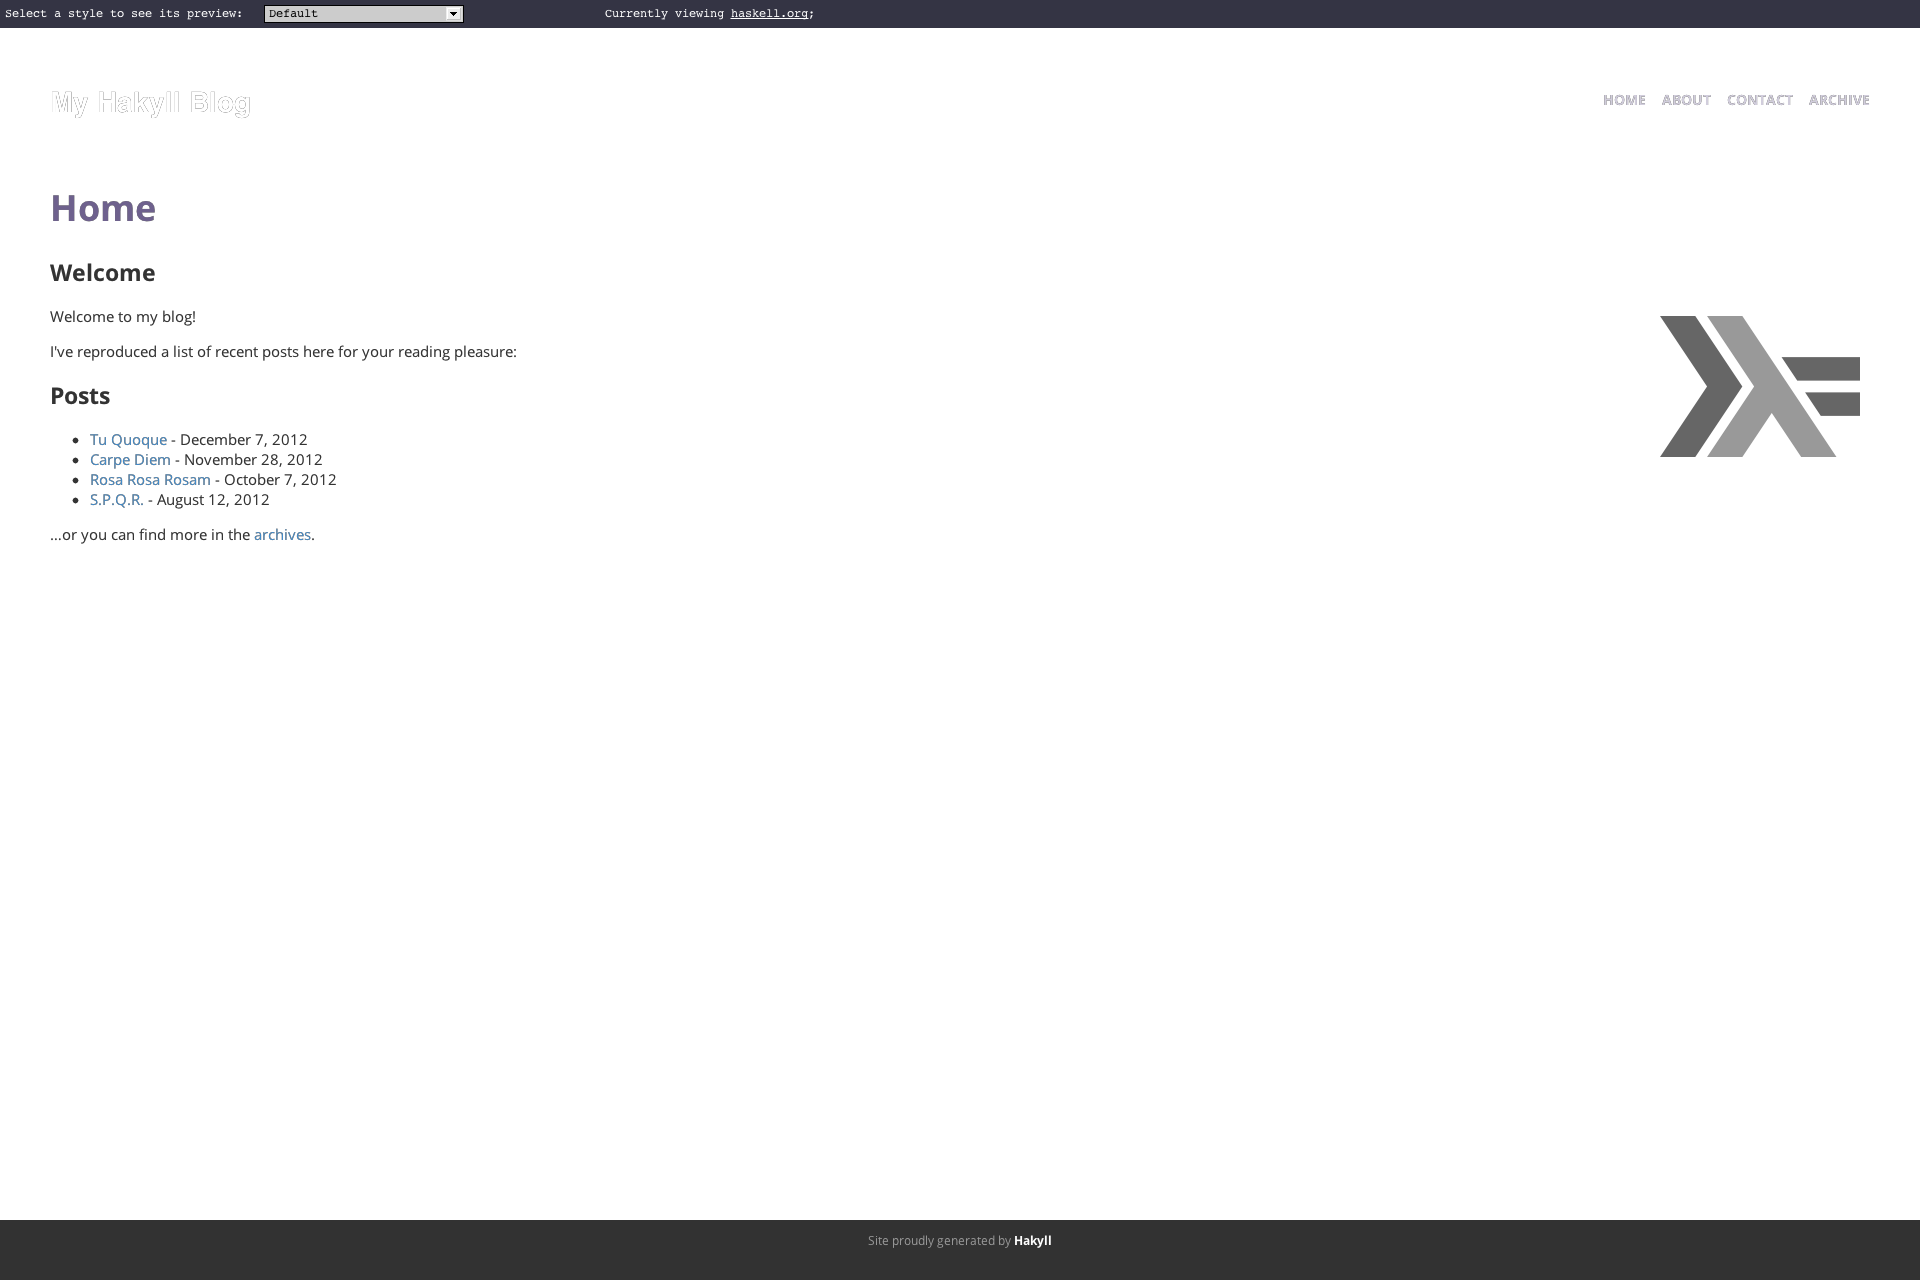 Select a style to see its preview: Default Currently viewing haskell.org;
My Hakyll Blog HOME ABOUT CONTACT ARCHIVE
Home
Welcome
Welcome to my blog!
I've reproduced a list of recent posts here for your reading pleasure:
Posts
Tu Quoque - December 7, 2012
Carpe Diem - November 28, 2012
Rosa Rosa Rosam - October 7, 2012
S.P.Q.R. - August 12, 2012
…or you can find more in the archives.
Site proudly generated by Hakyll